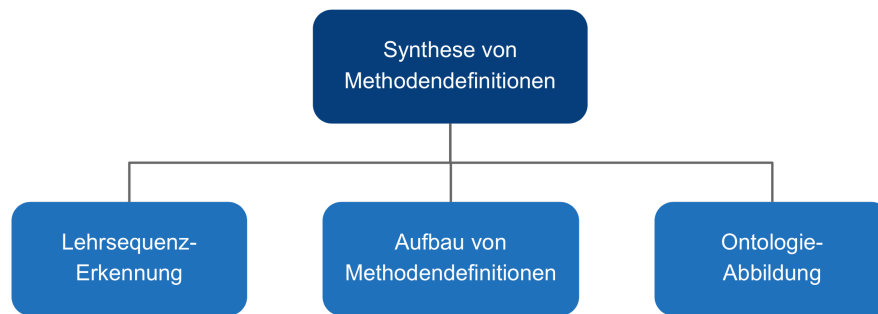 Synthese von
Methodendefinitionen
Lehrsequenz-
Erkennung
Aufbau von
Methodendefinitionen
Ontologie-
Abbildung